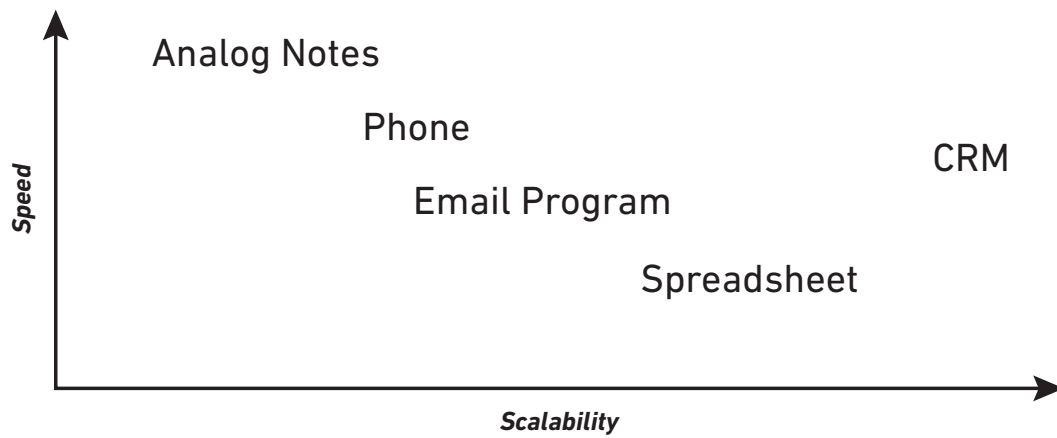 Analog Notes
Phone
CRM
Email Program
Spreadsheet
Speed
Scalability